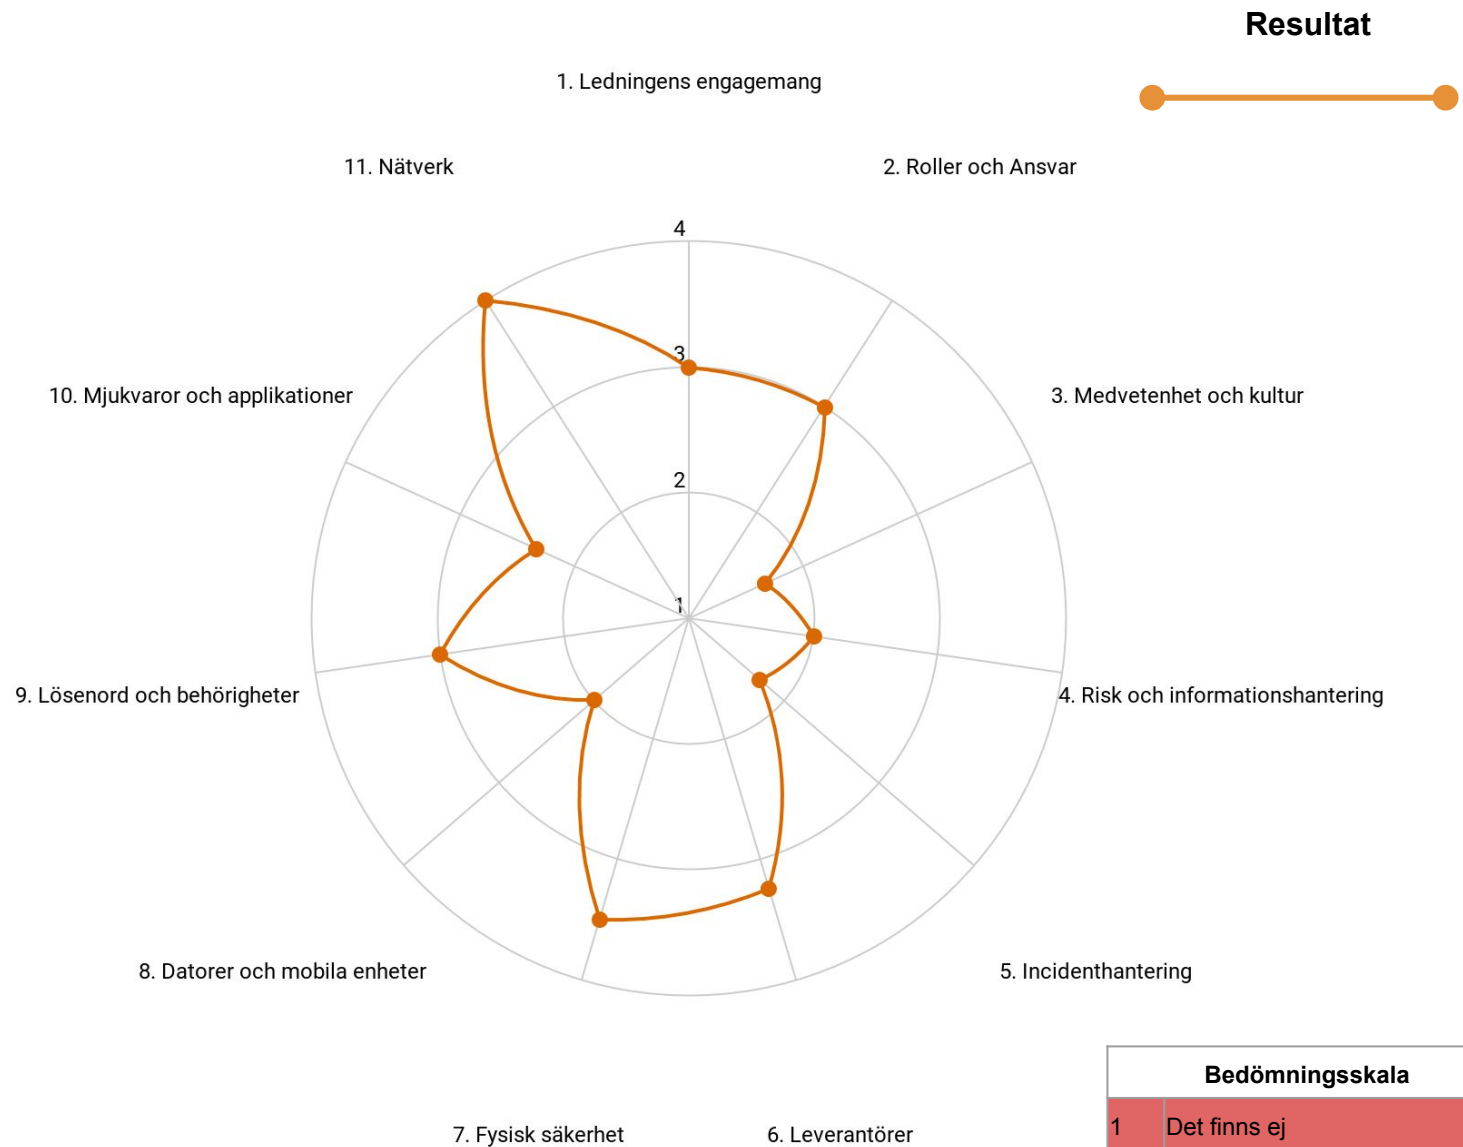 Resultat
1. Ledningens engagemang
11. Nätverk
2. Roller och Ansvar
4
10. Mjukvaror och applikationer
3
3. Medvetenhet och kultur
2
1
9. Lösenord och behörigheter
4. Risk och informationshantering
8. Datorer och mobila enheter
5. Incidenthantering
Bedömningsskala
1 Det finns ej
7. Fysisk säkerhet
6. Leverantörer